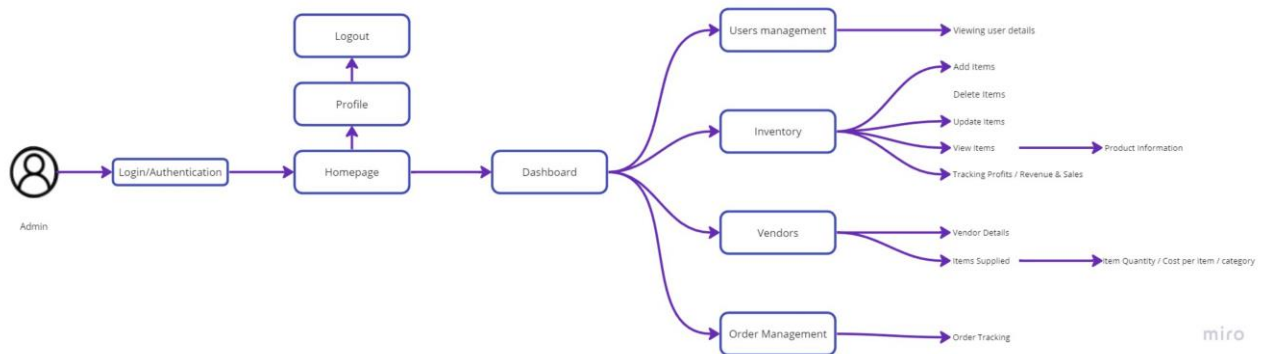 Logout
Profile
Admin
Login/Authentication
Homepage
Dashboard
Users management
Viewing user details
Inventory
Add Items
Delete Items
Update Items
View Items
Product Information
Tracking Profits / Revenue & Sales
Vendors
Vendor Details
Items Supplied
Item Quantity / Cost per item / category
Order Management
Order Tracking
miro